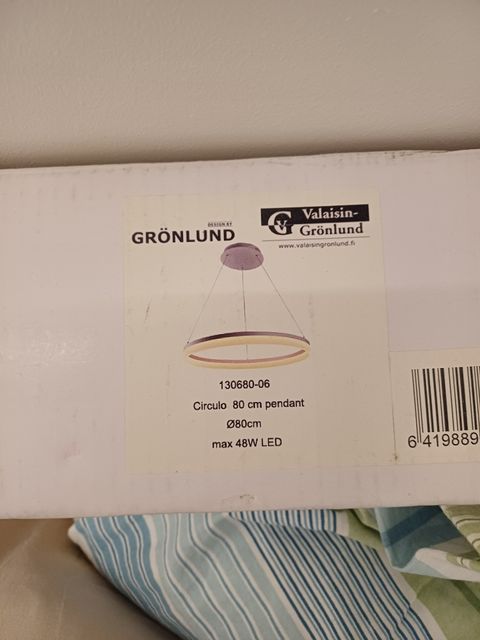 DESIGN BY
GRÖNLUND
GV
Valaisin-
Grönlund
www.valaisingronlund.fi
130680-06
Circulo 80 cm pendant
Ø80cm
max 48W LED
6 419889